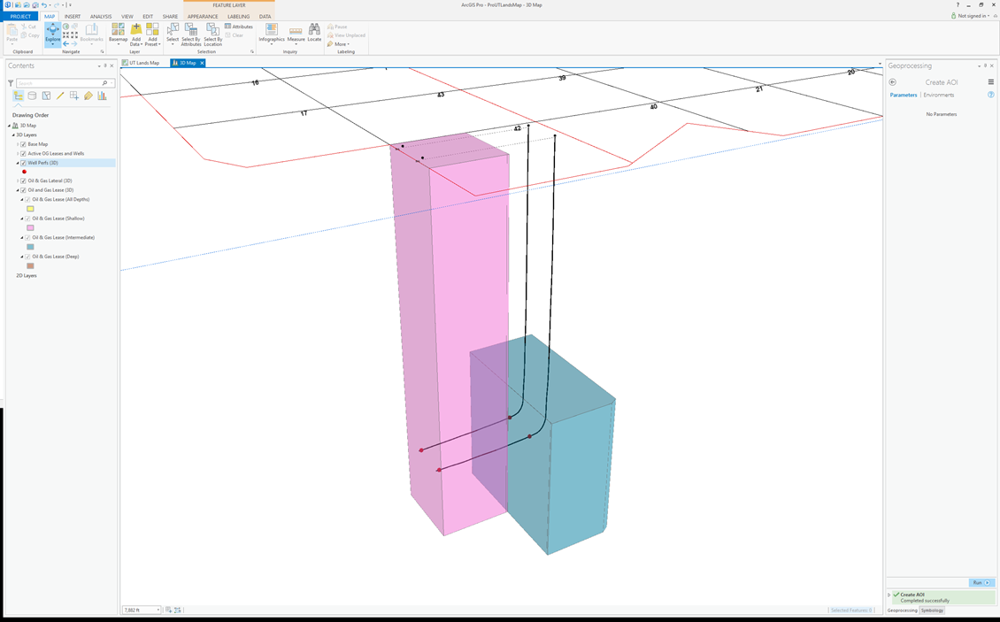 FEATURE LAYER
ArcGIS Pro - ProUTLandsMap - 3D Map
Not signed in
PROJECT MAP INSERT ANALYSIS VIEW EDIT SHARE APPEARANCE LABELING DATA
Paste
Cut
Copy
Explore
Bookmarks
Basemap
Add Data
Add Preset
Select
Select By Attributes
Select By Location
Attributes
Clear
Infographics
Measure
Locate
Pause
View Unplaced
More
Clipboard
Navigate
Layer
Selection
Inquiry
Labeling
Contents
Search
Drawing Order
3D Map
3D Layers
Base Map
Active OG Leases and Wells
Well Perfs (3D)
Oil & Gas Lateral (3D)
Oil and Gas Lease (3D)
Oil & Gas Lease (All Depths)
Oil & Gas Lease (Shallow)
Oil & Gas Lease (Intermediate)
Oil & Gas Lease (Deep)
2D Layers
UT Lands Map
3D Map
16
43
39
20
17
21
40
42
7,882 ft
Selected Features: 0
Geoprocessing
Create AOI
Parameters | Environments
No Parameters
Run
Create AOI
Completed successfully
Geoprocessing Symbology